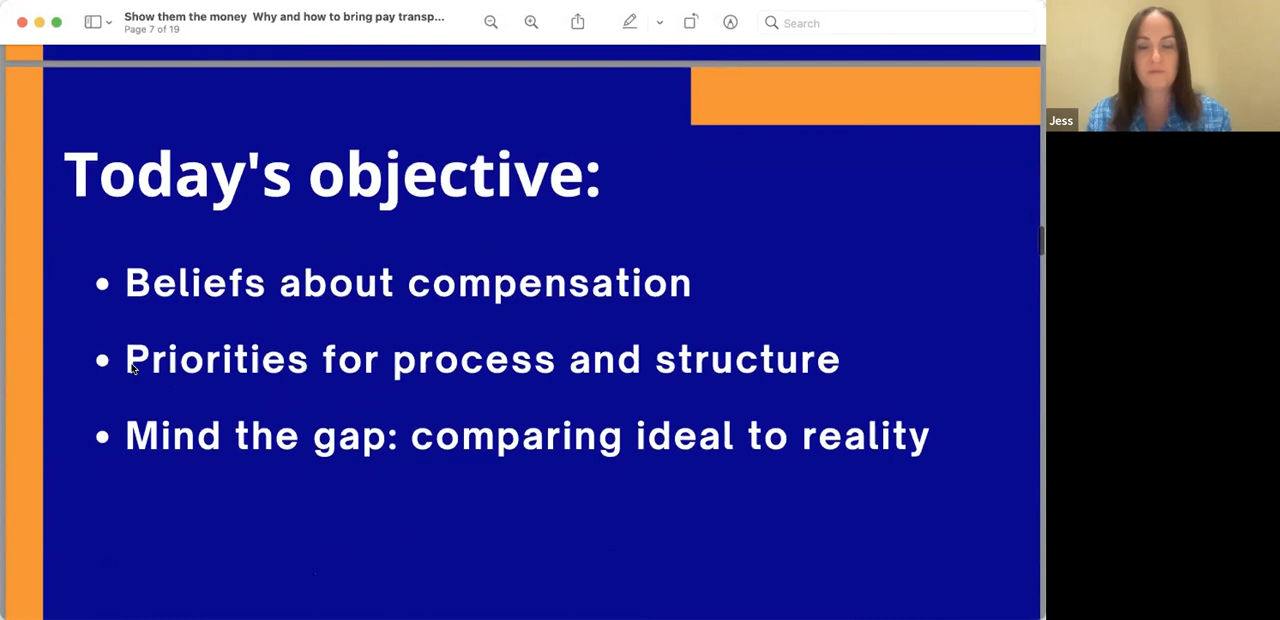 Show them the money Why and how to bring pay transp...
Page 7 of 19
Search
Jess
Today's objective:
• Beliefs about compensation
• Priorities for process and structure
• Mind the gap: comparing ideal to reality